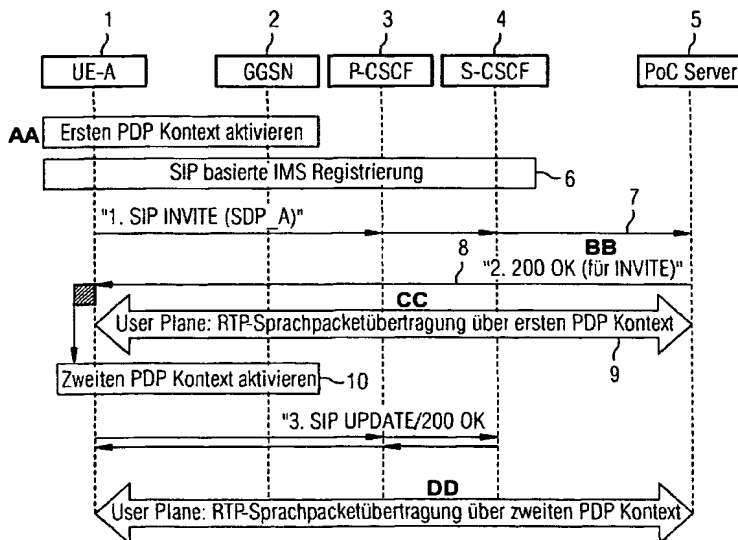 1 2 3 4 5
UE-A GGSN P-CSCF S-CSCF PoC Server
AA Ersten PDP Kontext aktivieren
SIP basierte IMS Registrierung 6
"1. SIP INVITE (SDP_A)" 7
8 BB
"2. 200 OK (für INVITE)"
CC
User Plane: RTP-Sprachpacketübertragung über ersten PDP Kontext
9
Zweiten PDP Kontext aktivieren 10
"3. SIP UPDATE/200 OK
DD
User Plane: RTP-Sprachpacketübertragung über zweiten PDP Kontext